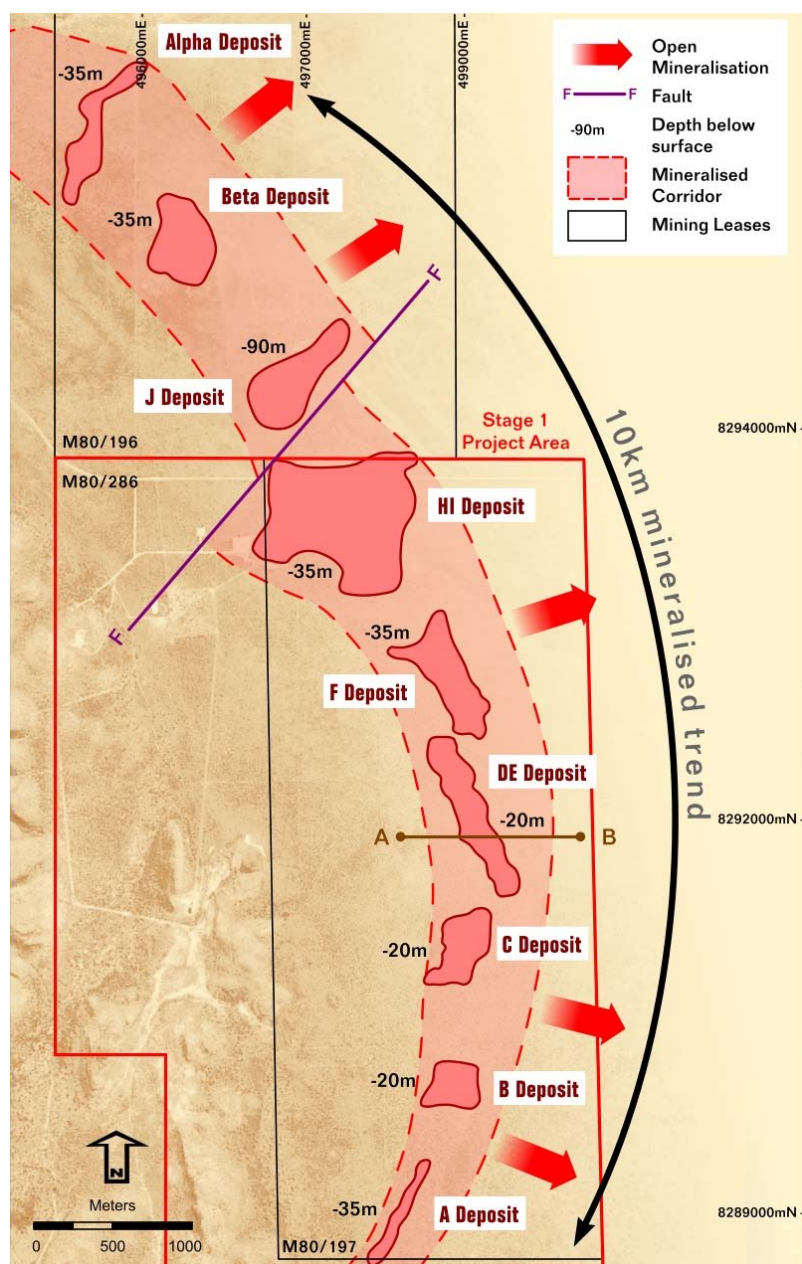 Alpha Deposit
496000mE -
497000mE -
499000mE -
Open
Mineralisation
F F
Fault
-90m
Depth below
surface
Mineralised
Corridor
Mining Leases
-35m
Beta Deposit
-35m
F
-90m
J Deposit
Stage 1
Project Area
8294000mN -
M80/196
M80/286
HI Deposit
-35m
10km mineralised trend
F
-35m
F Deposit
DE Deposit
-20m
8292000mN -
A
B
C Deposit
-20m
-20m
B Deposit
N
Meters
0 500 1000
-35m
A Deposit
8289000mN -
M80/197